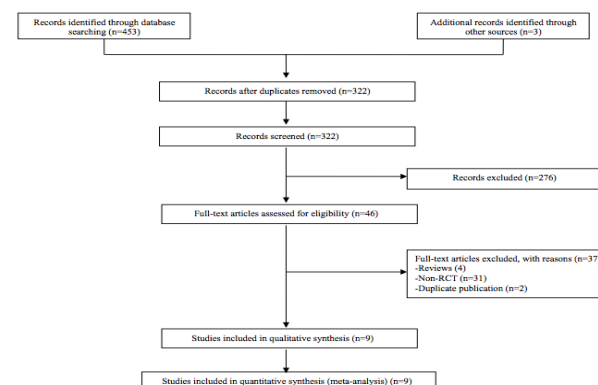 Records identified through database
searching (n=453)
Additional records identified through
other sources (n=3)
Records after duplicates removed (n=322)
Records screened (n=322)
Records excluded (n=276)
Full-text articles assessed for eligibility (n=46)
Full-text articles excluded, with reasons (n=37
-Reviews (4)
-Non-RCT (n=31)
-Duplicate publication (n=2)
Studies included in qualitative synthesis (n=9)
Studies included in quantitative synthesis (meta-analysis) (n=9)